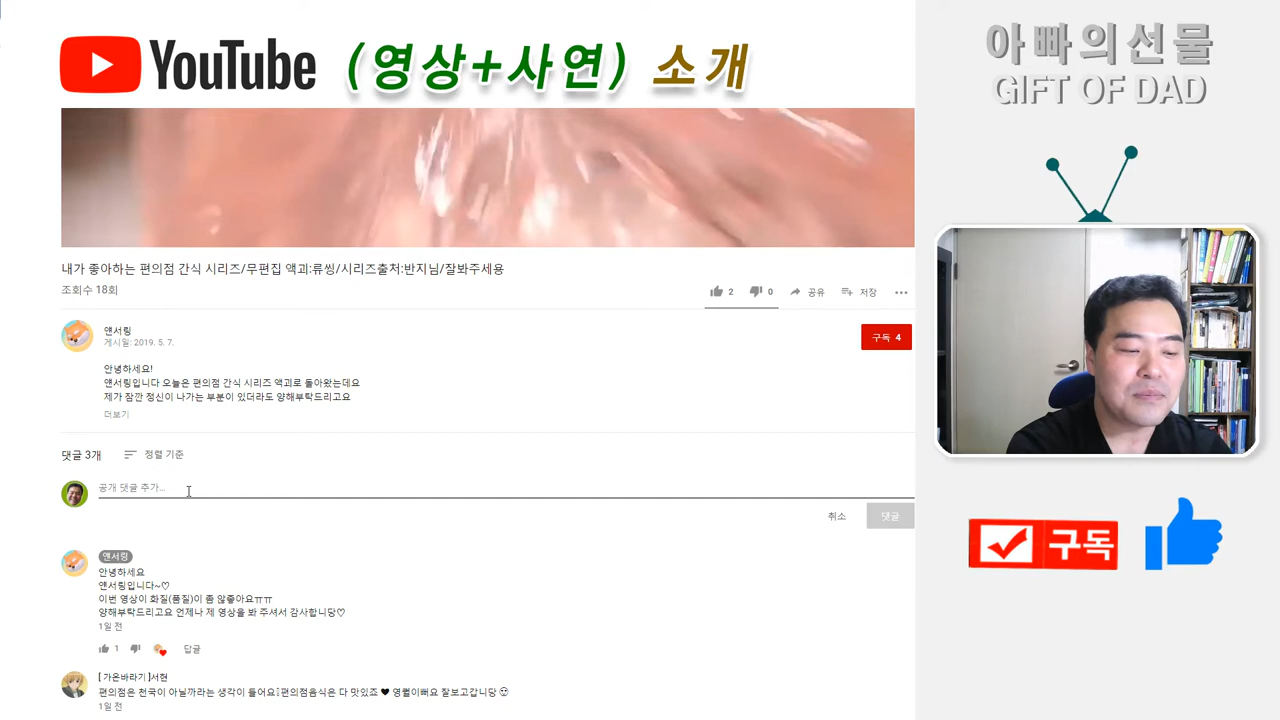 YouTube (영상+사연) 소개
아빠의선물
GIFT OF DAD
내가 좋아하는 편의점 간식 시리즈/무편집 액괴:류씽/시리즈출처:반지님/잘봐주세용
조회수 18회
2 0 공유 저장
앤서링
게시일: 2019. 5. 7.
구독 4
안녕하세요!
앤서링입니다 오늘은 편의점 간식 시리즈 액괴로 돌아왔는데요
제가 잠깐 정신이 나가는 부분이 있더라도 양해부탁드리고요
더보기
댓글 3개 정렬 기준
공개 댓글 추가...
취소 댓글
앤서링
안녕하세요
앤서링입니다~♡
이번 영상이 화질(품질)이 좀 않좋아요ㅠㅠ
양해부탁드리고요 언제나 제 영상을 봐 주셔서 감사합니당♡
1일 전
1 답글
[ 가온바라기 ]서현
편의점은 천국이 아닐까라는 생각이 들어요 편의점음식은 다 맛있죠 ♥ 영월이뻐요 잘보고갑니당
1일 전
구독